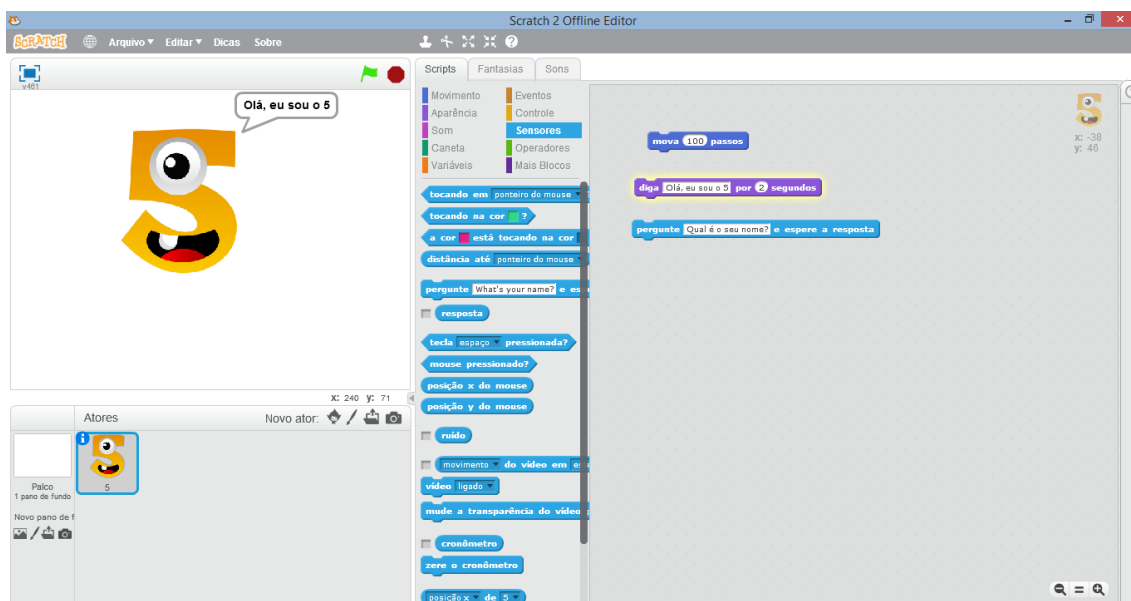 Scratch 2 Offline Editor
SCRATCH Arquivo Editar Dicas Sobre
v461
Olá, eu sou o 5
X: 240 y: 71
Atores
Novo ator:
Palco
1 pano de fundo
5
Novo pano de f
Scripts Fantasias Sons
Movimento Eventos
Aparência Controle
Som Sensores
Caneta Operadores
Variáveis Mais Blocos
tocando em ponteiro do mouse
tocando na cor ?
a cor está tocando na cor
distância até ponteiro do mouse
pergunte What's your name? e es
resposta
tecla espaço pressionada?
mouse pressionado?
posição x do mouse
posição y do mouse
ruído
movimento do vídeo em es
vídeo ligado
mude a transparência do vídeo
cronômetro
zere o cronômetro
posição x de 5
mova 100 passos
diga Olá, eu sou o 5 por 2 segundos
pergunte Qual é o seu nome? e espere a resposta
x: -38
y: 46